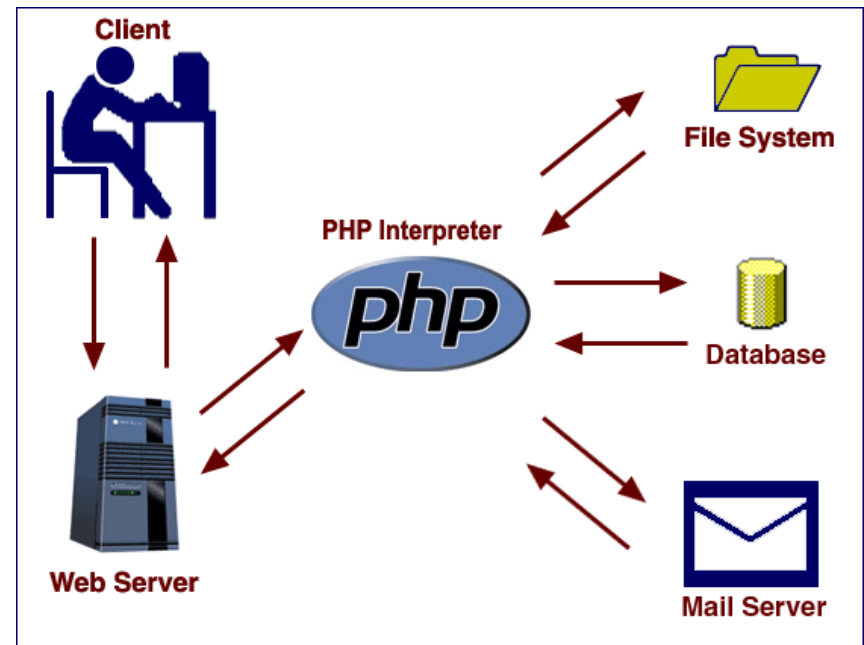 Client
File System
PHP Interpreter
php
Database
Web Server
Mail Server